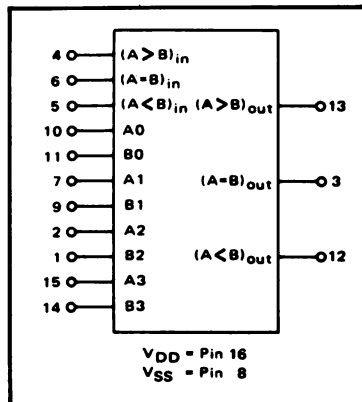 4 (A>B)in
6 (A=B)in
5 (A<B)in (A>B)out 13
10 A0
11 B0
7 A1
9 B1 (A=B)out 3
2 A2
1 B2 (A<B)out 12
15 A3
14 B3
VDD = Pin 16
VSS = Pin 8